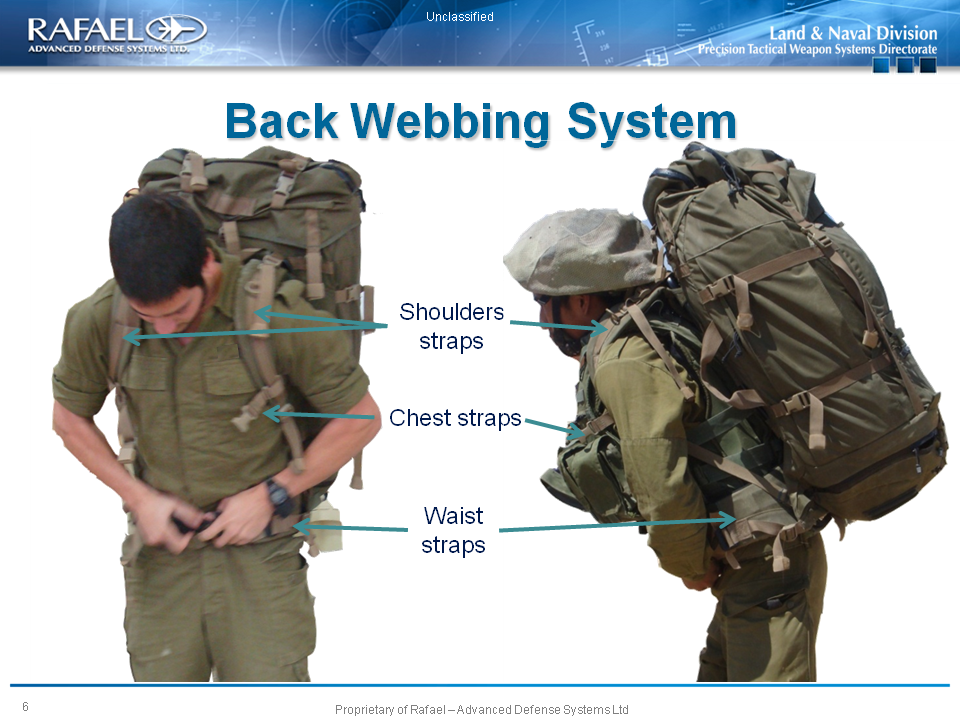 Unclassified
RAFAEL
ADVANCED DEFENSE SYSTEMS LTD.
Land & Naval Division
Precision Tactical Weapon Systems Directorate
Back Webbing System
Shoulders
straps
Chest straps
Waist
straps
6
Proprietary of Rafael – Advanced Defense Systems Ltd